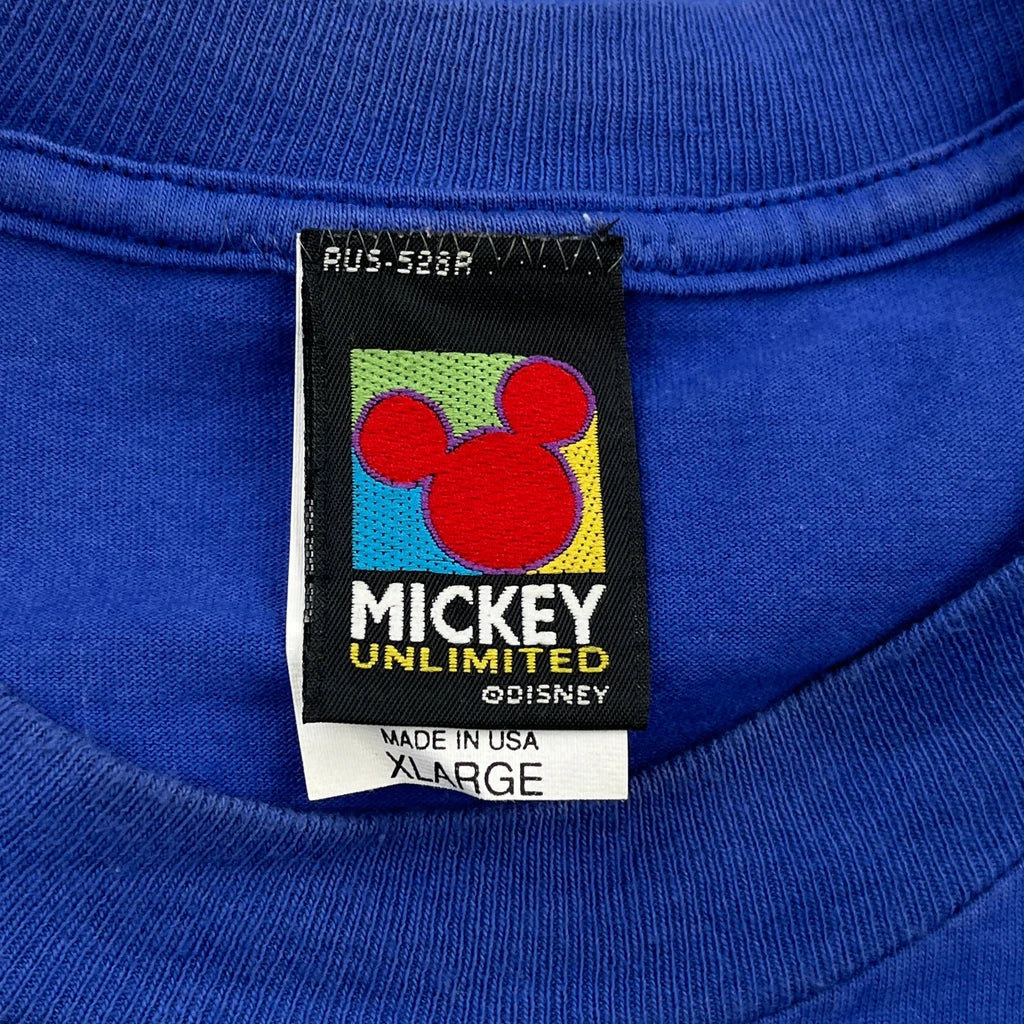 RUS-528R
MICKEY
UNLIMITED
©DISNEY
MADE IN USA
XLARGE